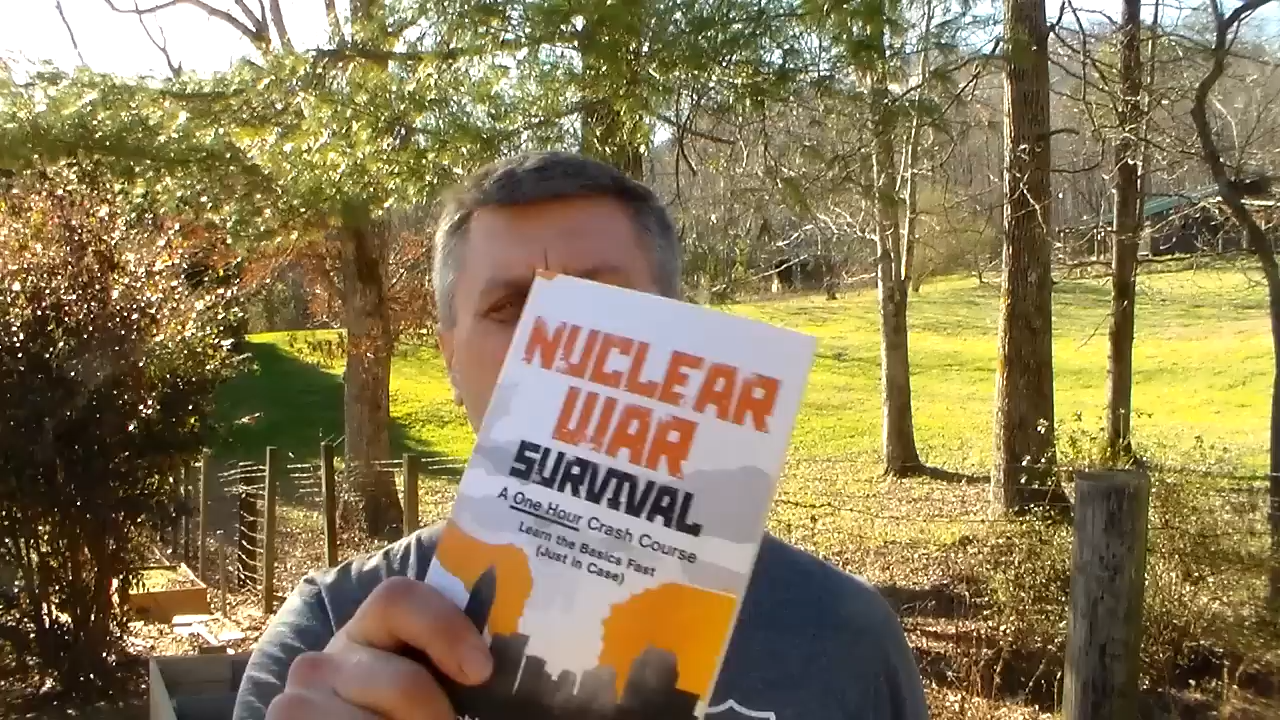 NUCLEAR
WAR
SURVIVAL
A One Hour Crash Course
Learn the Basics Fast
(Just in Case)